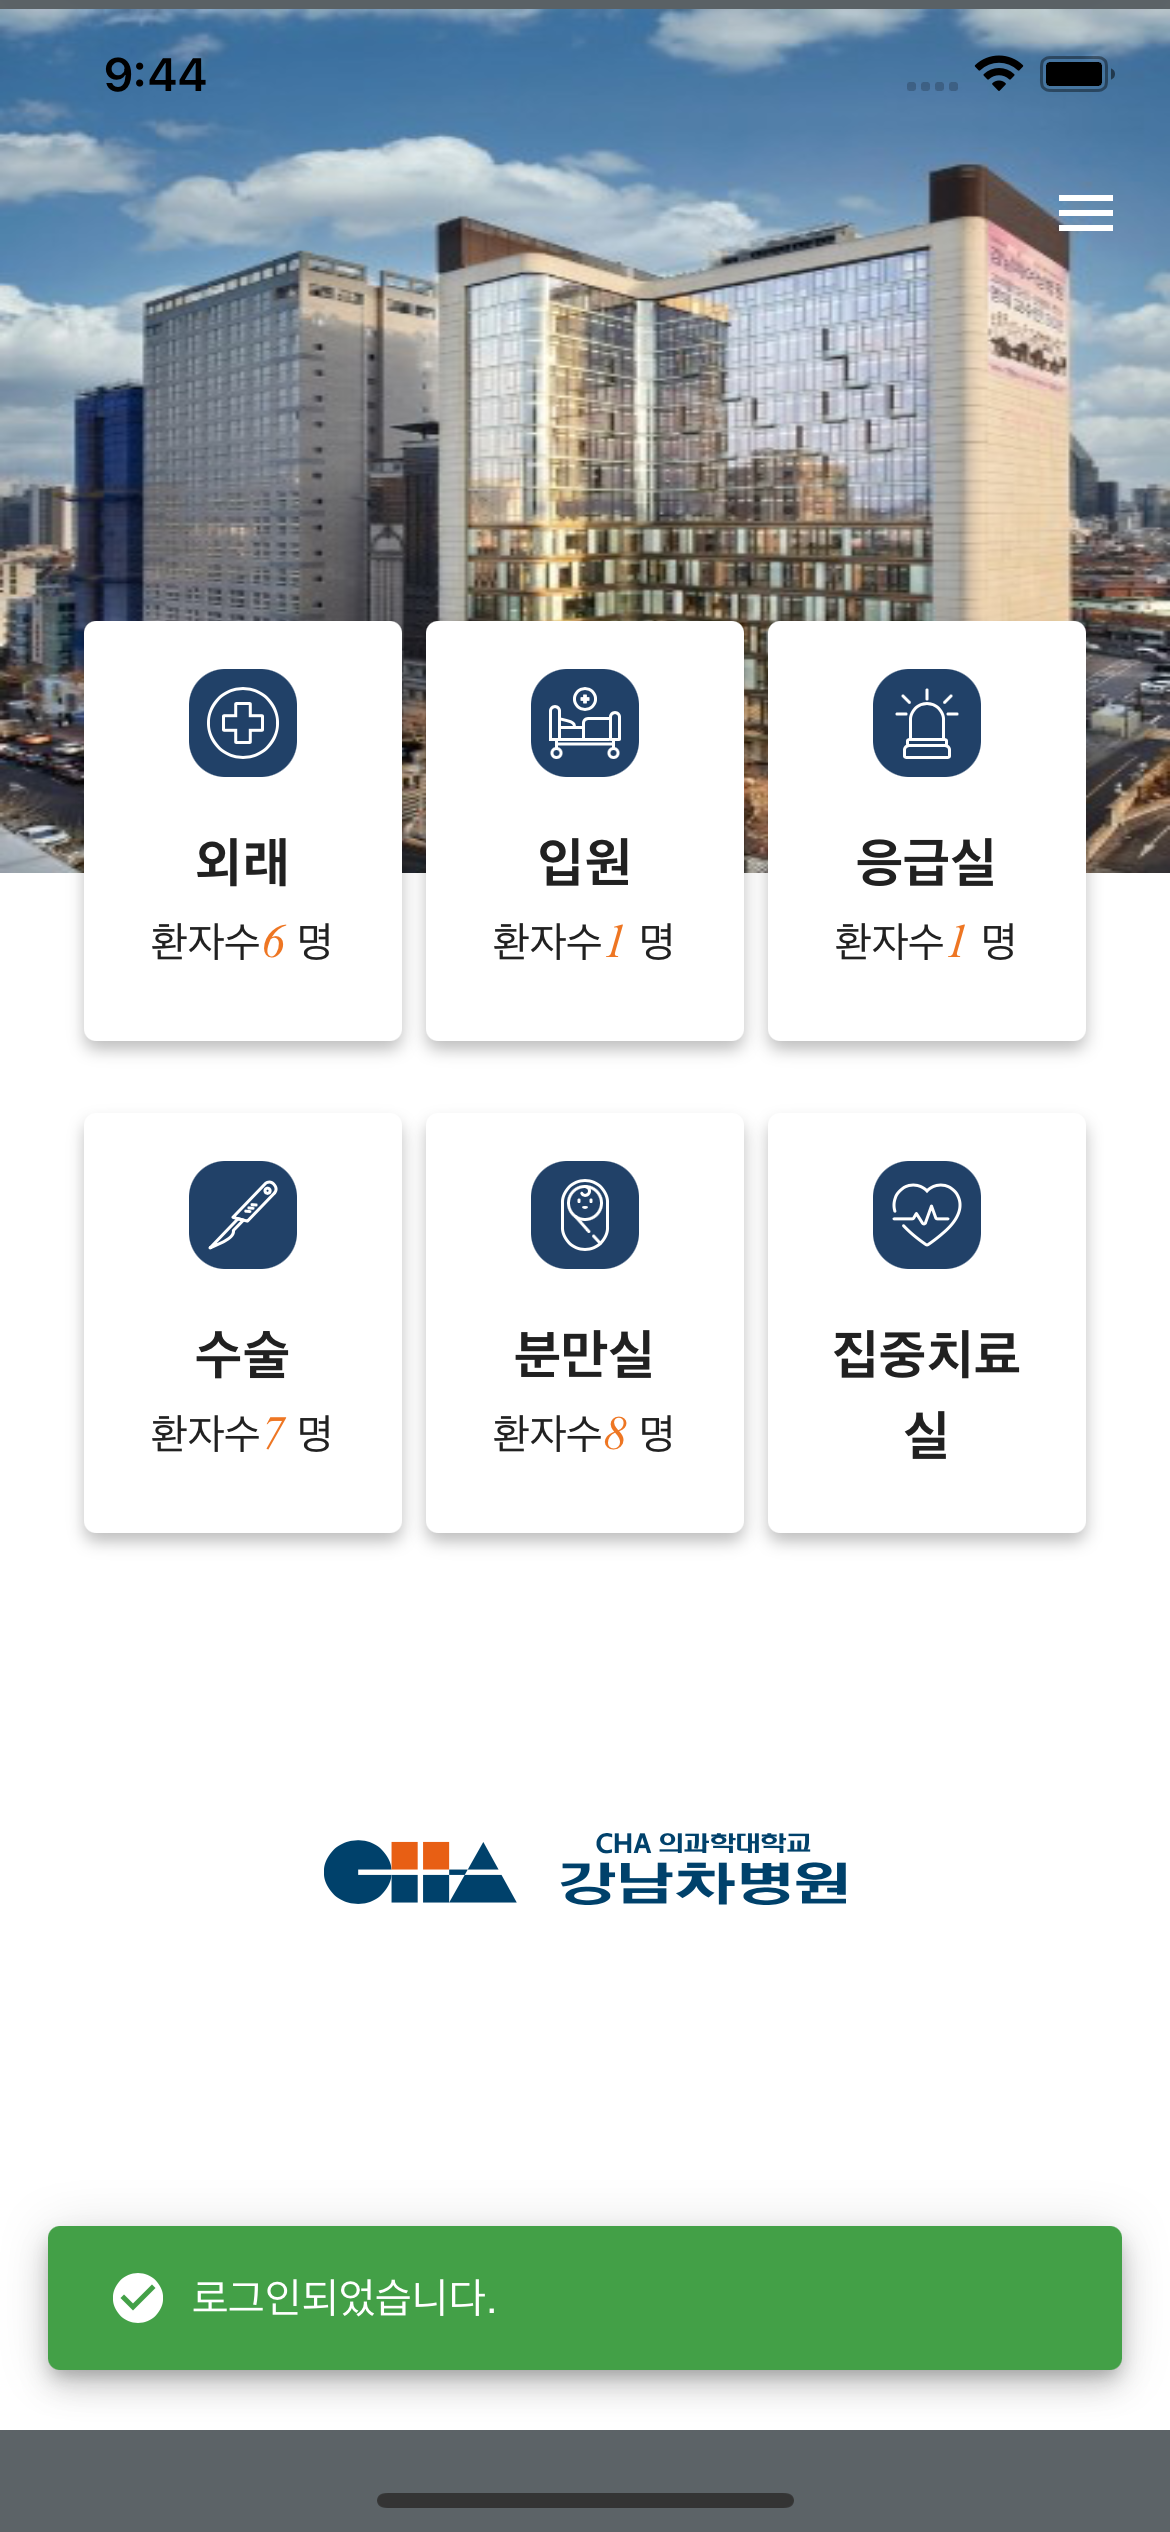 9:44
외래
환자수6 명
입원
환자수1 명
응급실
환자수1 명
수술
환자수7 명
분만실
환자수8 명
집중치료
실
CHA
CHA 의과학대학교
강남차병원
로그인되었습니다.